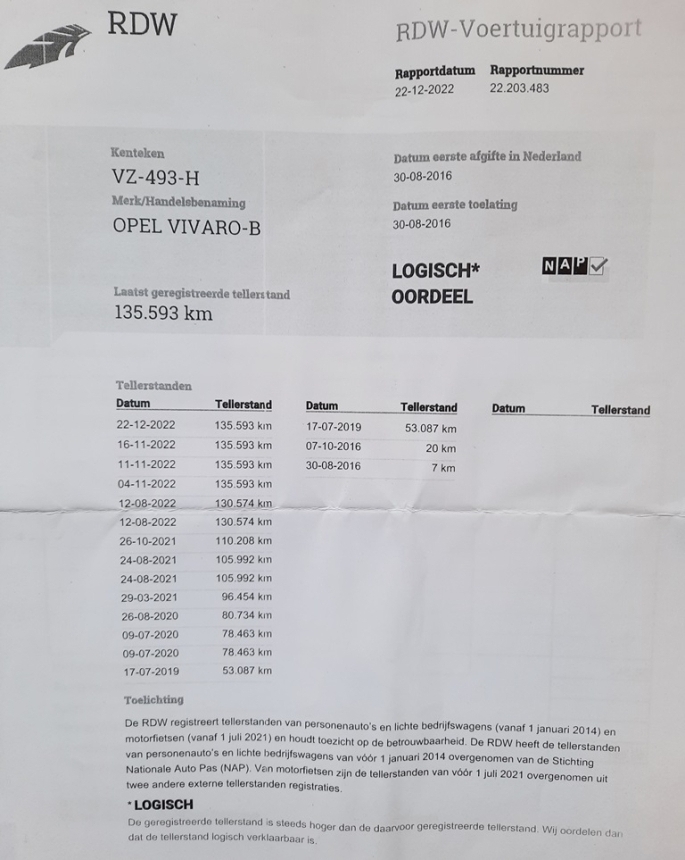 RDW
RDW-Voertuigrapport
Rapportdatum Rapportnummer
22-12-2022 22.203.483
Kenteken
VZ-493-H
Merk/Handelsbenaming
OPEL VIVARO-B
Laatst geregistreerde tellerstand
135.593 km
Datum eerste afgifte in Nederland
30-08-2016
Datum eerste toelating
30-08-2016
LOGISCH*
OORDEEL
NAP
Tellerstanden
Datum Tellerstand Datum Tellerstand Datum Tellerstand
22-12-2022 135.593 km 17-07-2019 53.087 km
16-11-2022 135.593 km 07-10-2016 20 km
11-11-2022 135.593 km 30-08-2016 7 km
04-11-2022 135.593 km
12-08-2022 130.574 km
12-08-2022 130.574 km
26-10-2021 110.208 km
24-08-2021 105.992 km
24-08-2021 105.992 km
29-03-2021 96.454 km
26-08-2020 80.734 km
09-07-2020 78.463 km
09-07-2020 78.463 km
17-07-2019 53.087 km
Toelichting
De RDW registreert tellerstanden van personenauto's en lichte bedrijfswagens (vanaf 1 januari 2014) en
motorfietsen (vanaf 1 juli 2021) en houdt toezicht op de betrouwbaarheid. De RDW heeft de tellerstanden
van personenauto's en lichte bedrijfswagens van vóór 1 januari 2014 overgenomen van de Stichting
Nationale Auto Pas (NAP). Van motorfietsen zijn de tellerstanden van vóór 1 juli 2021 overgenomen uit
twee andere externe tellerstanden registraties.
*LOGISCH
De geregistreerde tellerstand is steeds hoger dan de daarvoor geregistreerde tellerstand. Wij oordelen dan
dat de tellerstand logisch verklaarbaar is.